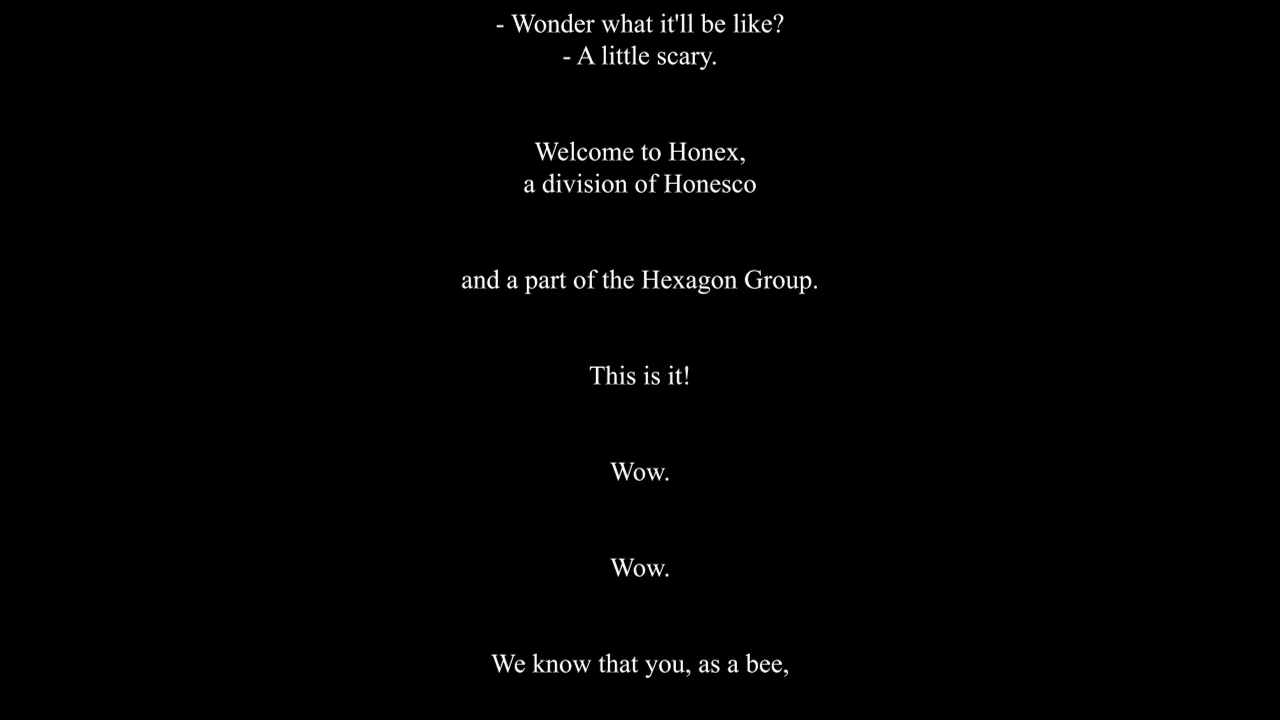 - Wonder what it'll be like?
- A little scary.
Welcome to Honex,
a division of Honesco
and a part of the Hexagon Group.
This is it!
Wow.
Wow.
We know that you, as a bee,